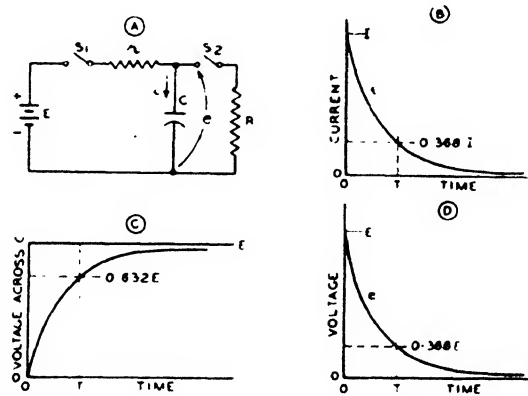 A
S1
r
S2
+
E
-
i
C
e
R
B
I
i
CURRENT
0.368 I
O
O
T
TIME
C
VOLTAGE ACROSS C
E
0.632E
O
O
T
TIME
D
E
e
VOLTAGE
0.368E
O
O
T
TIME